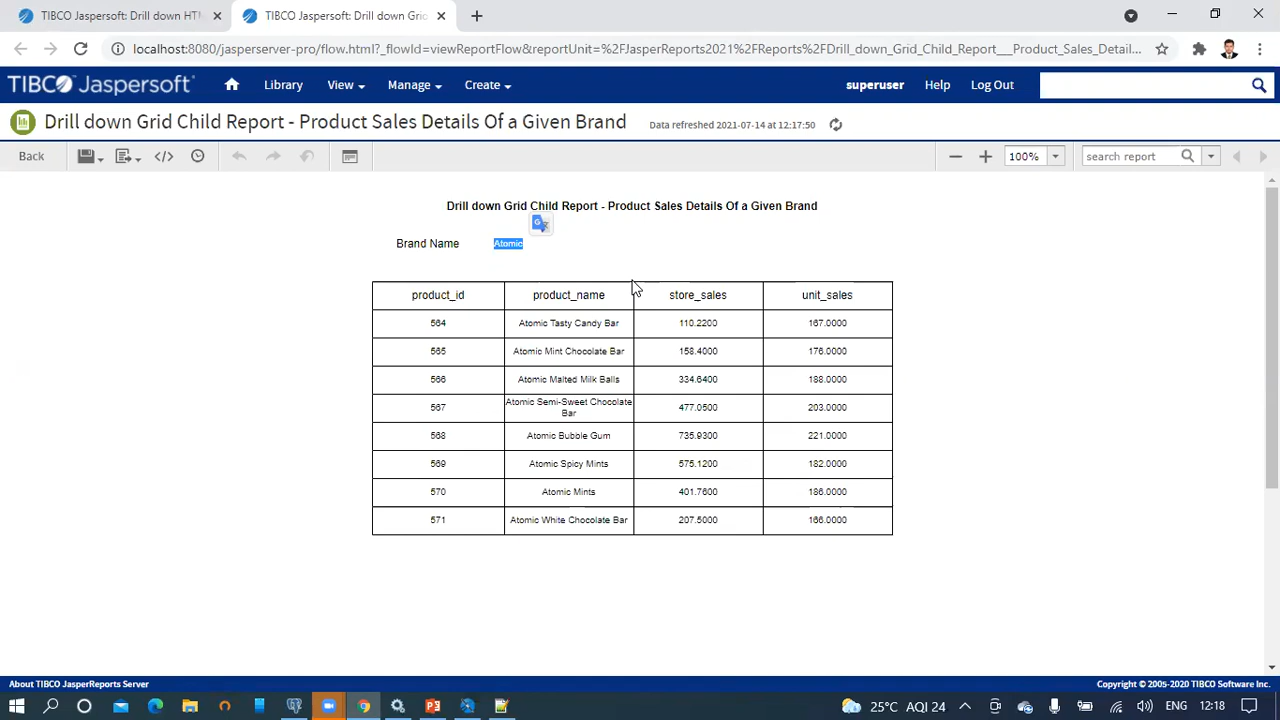 TIBCO Jaspersoft: Drill down HT
TIBCO Jaspersoft: Drill down Gri
localhost:8080/jasperserver-pro/flow.html?_flowId=viewReportFlow&reportUnit=%2FJasperReports2021%2FReports%2FDrill_down_Grid_Child_Report___Product_Sales_Detail...
TIBCO Jaspersoft
Library View Manage Create superuser Help Log Out
Drill down Grid Child Report - Product Sales Details Of a Given Brand Data refreshed 2021-07-14 at 12:17:50
Back 100% search report
Drill down Grid Child Report - Product Sales Details Of a Given Brand
Brand Name Atomic
product_id product_name store_sales unit_sales
564 Atomic Tasty Candy Bar 110.2200 167.0000
565 Atomic Mint Chocolate Bar 158.4000 176.0000
566 Atomic Malted Milk Balls 334.6400 188.0000
567 Atomic Semi-Sweet Chocolate Bar 477.0500 203.0000
568 Atomic Bubble Gum 735.9300 221.0000
569 Atomic Spicy Mints 575.1200 182.0000
570 Atomic Mints 401.7600 186.0000
571 Atomic White Chocolate Bar 207.5000 166.0000
About TIBCO JasperReports Server Copyright © 2005-2020 TIBCO Software Inc.
25°C AQI 24 ENG 12:18